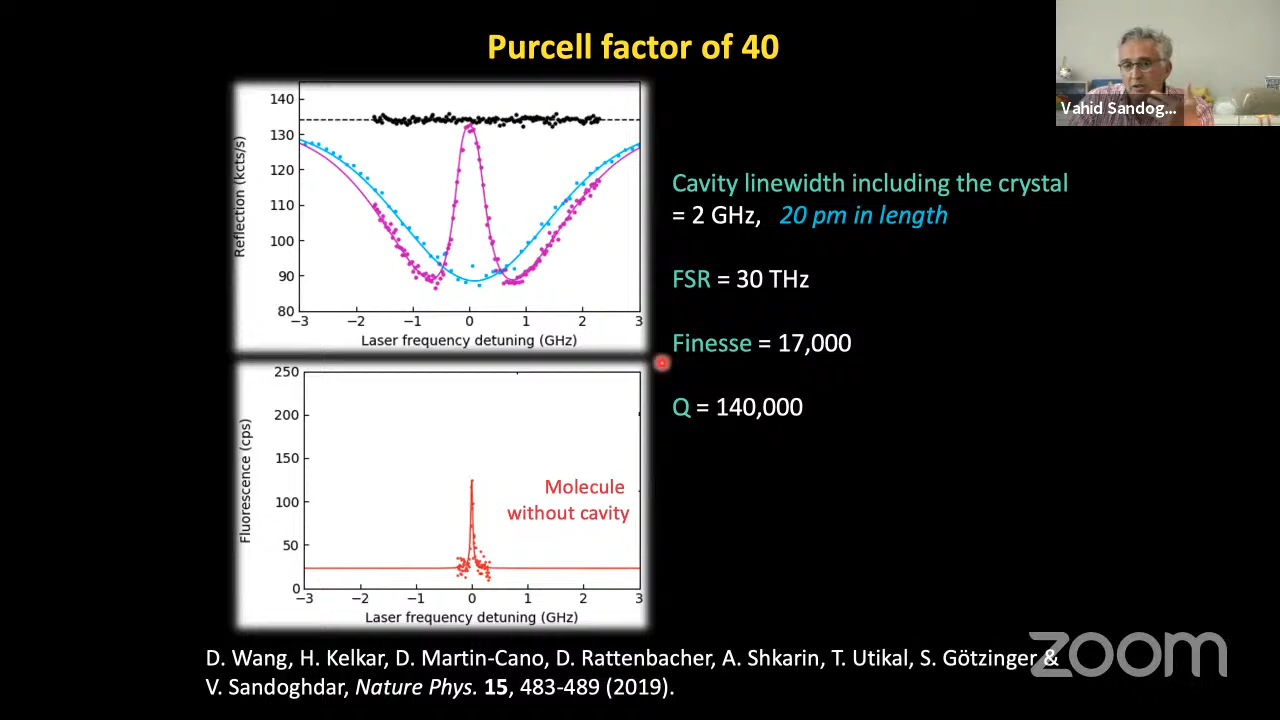 Purcell factor of 40
Vahid Sandog...
140
130
120
110
100
90
80
Reflection (kcts/s)
−3 −2 −1 0 1 2 3
Laser frequency detuning (GHz)
Cavity linewidth including the crystal
= 2 GHz, 20 pm in length
FSR = 30 THz
Finesse = 17,000
Q = 140,000
250
200
150
100
50
0
Fluorescence (cps)
Molecule
without cavity
−3 −2 −1 0 1 2 3
Laser frequency detuning (GHz)
D. Wang, H. Kelkar, D. Martin-Cano, D. Rattenbacher, A. Shkarin, T. Utikal, S. Götzinger &
V. Sandoghdar, Nature Phys. 15, 483-489 (2019).
zoom